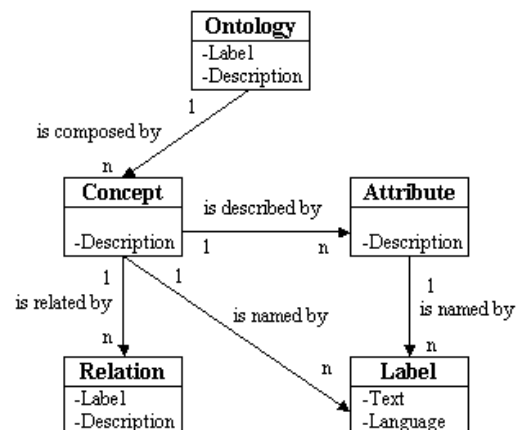 Ontology
-Label
-Description
1
is composed by
n
Concept
-Description
is described by
1
n
Attribute
-Description
1
is related by
n
1
is named by
n
1
is named by
n
Relation
-Label
-Description
Label
-Text
-Language